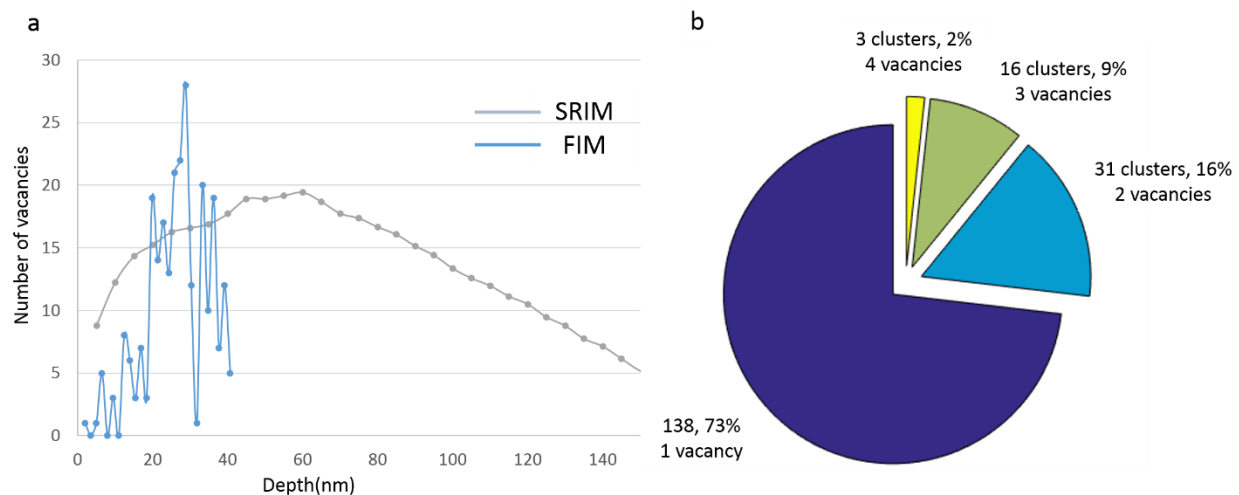 a
Number of vacancies
30
25
20
15
10
5
0
SRIM
FIM
0 20 40 60 80 100 120 140
Depth(nm)
b
3 clusters, 2%
4 vacancies
16 clusters, 9%
3 vacancies
31 clusters, 16%
2 vacancies
138, 73%
1 vacancy